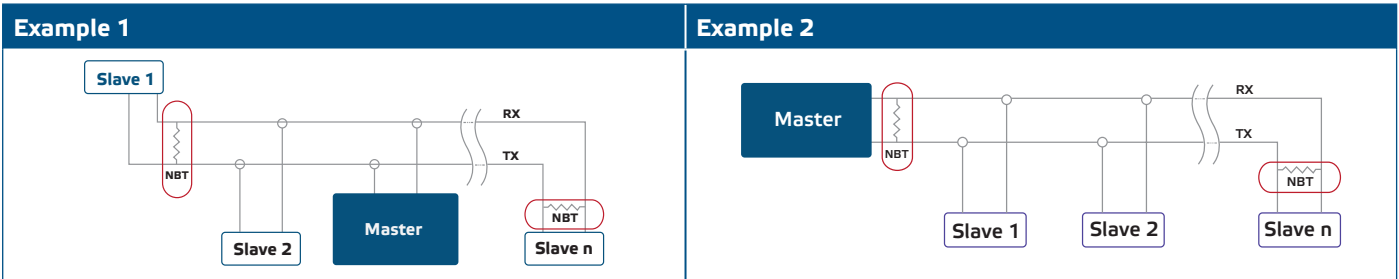 Example 1
Slave 1
RX
TX
NBT
NBT
Slave 2
Master
Slave n
Example 2
Master
RX
TX
NBT
NBT
Slave 1
Slave 2
Slave n